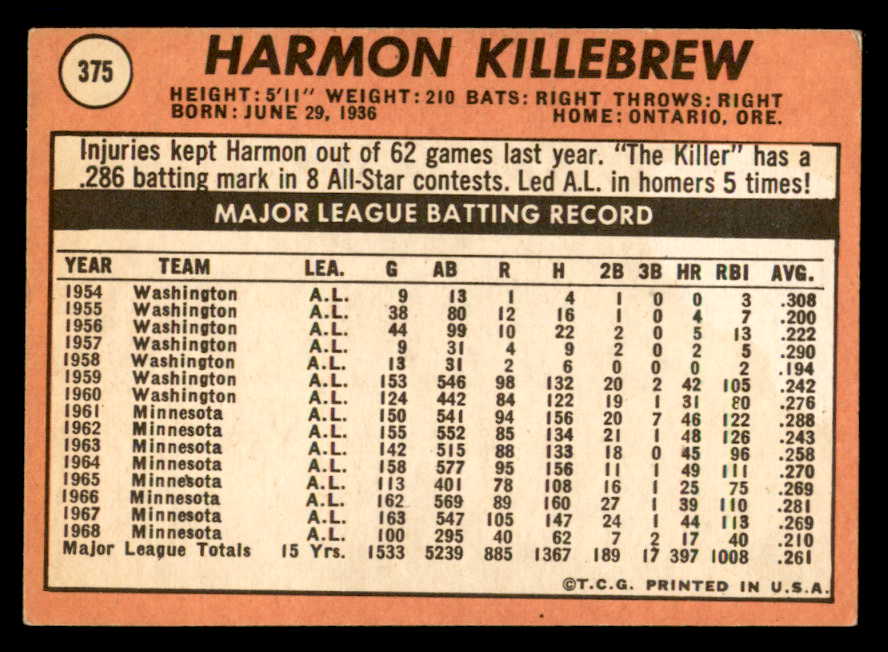 375
HARMON KILLEBREW
HEIGHT: 5'11" WEIGHT: 210 BATS: RIGHT THROWS: RIGHT
BORN: JUNE 29, 1936 HOME: ONTARIO, ORE.
Injuries kept Harmon out of 62 games last year. "The Killer" has a
.286 batting mark in 8 All-Star contests. Led A.L. in homers 5 times!
MAJOR LEAGUE BATTING RECORD
YEAR TEAM LEA. G AB R H 2B 3B HR RBI AVG.
1954 Washington A.L. 9 13 1 4 1 0 0 3 .308
1955 Washington A.L. 38 80 12 16 1 0 4 7 .200
1956 Washington A.L. 44 99 10 22 2 0 5 13 .222
1957 Washington A.L. 9 31 4 9 2 0 2 5 .290
1958 Washington A.L. 13 31 2 6 0 0 0 2 .194
1959 Washington A.L. 153 546 98 132 20 2 42 105 .242
1960 Washington A.L. 124 442 84 122 19 1 31 80 .276
1961 Minnesota A.L. 150 541 94 156 20 7 46 122 .288
1962 Minnesota A.L. 155 552 85 134 21 1 48 126 .243
1963 Minnesota A.L. 142 515 88 133 18 0 45 96 .258
1964 Minnesota A.L. 158 577 95 156 11 1 49 111 .270
1965 Minnesota A.L. 113 401 78 108 16 1 25 75 .269
1966 Minnesota A.L. 162 569 89 160 27 1 39 110 .281
1967 Minnesota A.L. 163 547 105 147 24 1 44 113 .269
1968 Minnesota A.L. 100 295 40 62 7 2 17 40 .210
Major League Totals 15 Yrs. 1533 5239 885 1367 189 17 397 1008 .261
©T.C.G. PRINTED IN U.S.A.